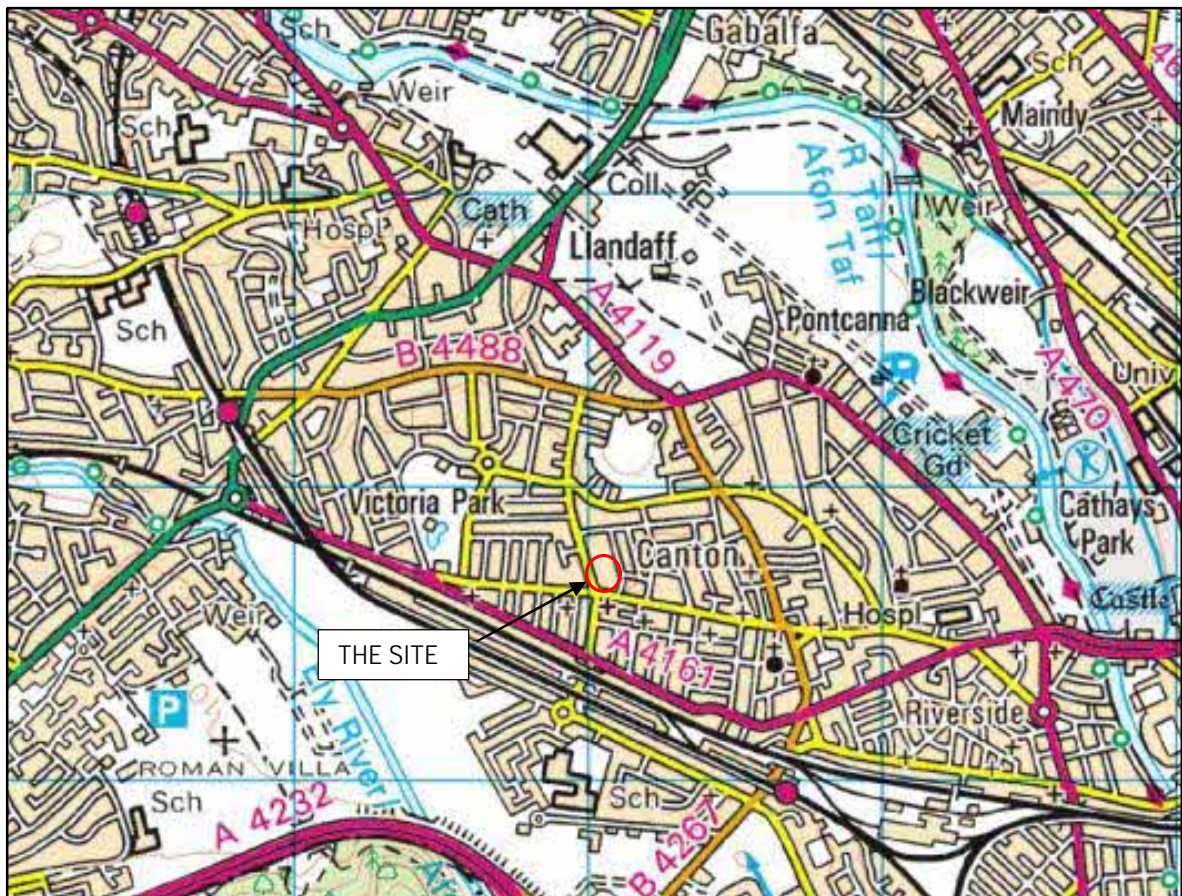 Sch
Gabalfa
46
Weir
Sch
Maindy
Sch
R Taff /
Afon Taf
Coll
Cath
Weir
Hospl
Llandaff
Blackweir
A 4119
Pontcanna
Sch
B 4488
A 470
Univ
Cricket
Gd
Victoria Park
Cathays
Park
Canton
Castle
Weir
Hospl
THE SITE
A 4161
Ely River
P
Riverside
ROMAN VILLA
Sch
Sch
A 4232
B 4267